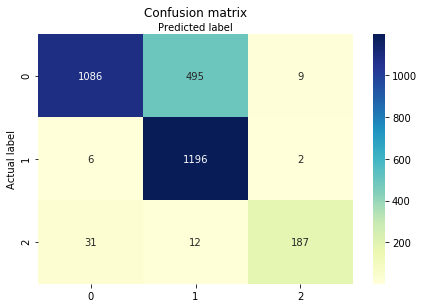 Confusion matrix
Predicted label
0 1086 495 9
1 6 1196 2
2 31 12 187
0 1 2
Actual label
1000
800
600
400
200